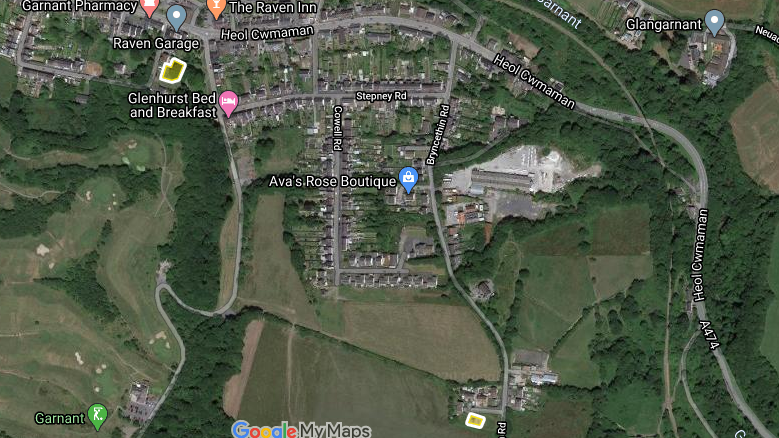 Garnant Pharmacy
The Raven Inn
Raven Garage
Heol Cwmaman
Garnant
Glangarnant
Heol Cwmaman
Glenhurst Bed
and Breakfast
Stepney Rd
Cowell Rd
Bryncethin Rd
Ava's Rose Boutique
Heol Cwmaman
A474
Garnant
Google My Maps
Rd